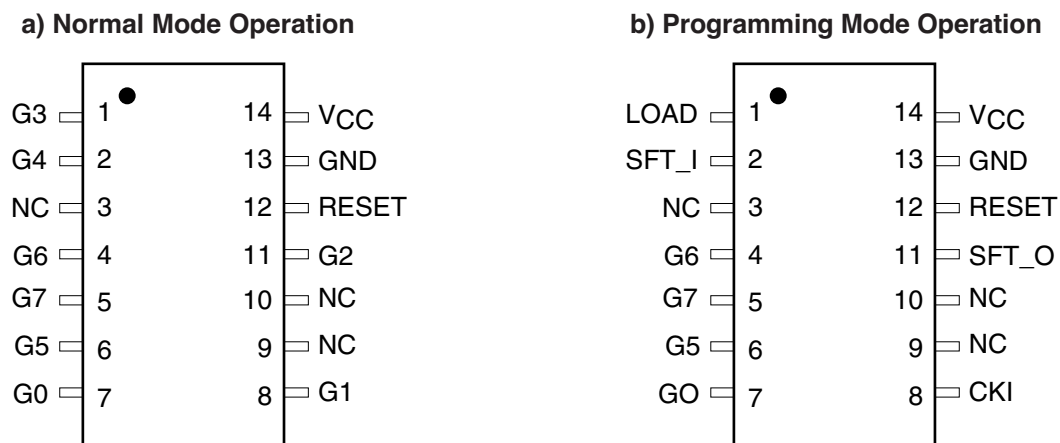 a) Normal Mode Operation
G3 1 14 VCC
G4 2 13 GND
NC 3 12 RESET
G6 4 11 G2
G7 5 10 NC
G5 6 9 NC
G0 7 8 G1
b) Programming Mode Operation
LOAD 1 14 VCC
SFT_I 2 13 GND
NC 3 12 RESET
G6 4 11 SFT_O
G7 5 10 NC
G5 6 9 NC
GO 7 8 CKI